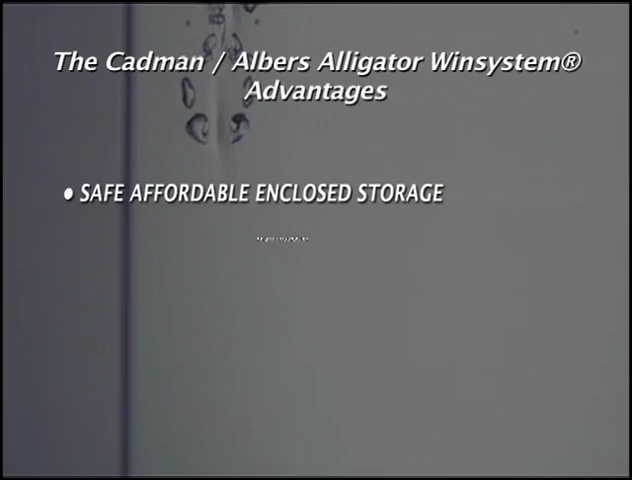 The Cadman / Albers Alligator Winsystem®
Advantages
• SAFE AFFORDABLE ENCLOSED STORAGE